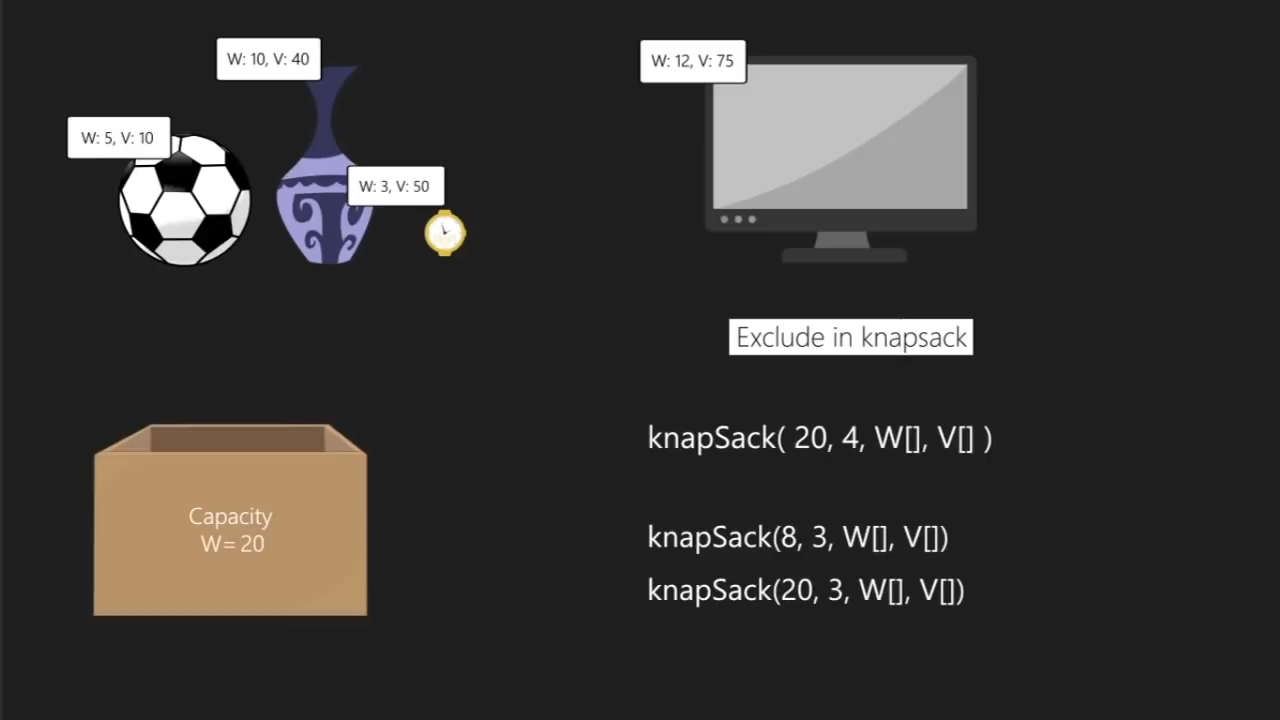 W: 10, V: 40
W: 12, V: 75
W: 5, V: 10
W: 3, V: 50
Exclude in knapsack
knapSack( 20, 4, W[], V[] )
Capacity
W= 20
knapSack(8, 3, W[], V[])
knapSack(20, 3, W[], V[])